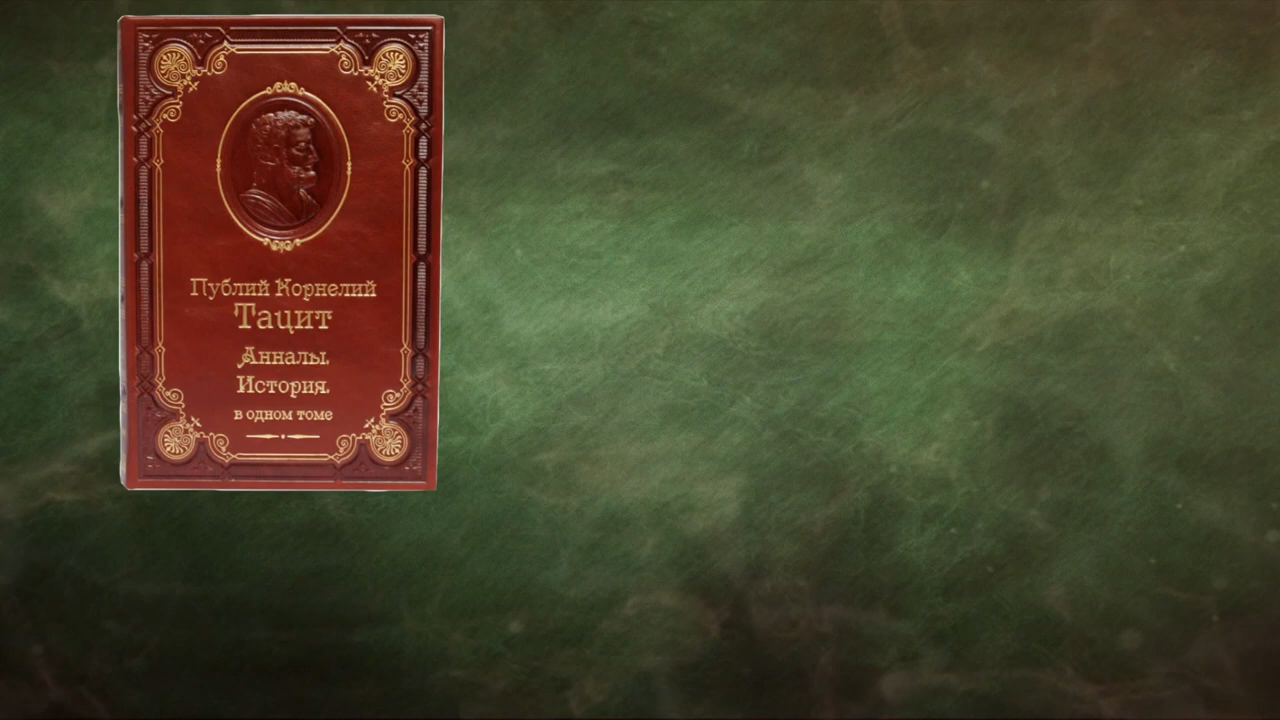 Публий Корнелий
Тацит
Анналы.
История.
в одном томе